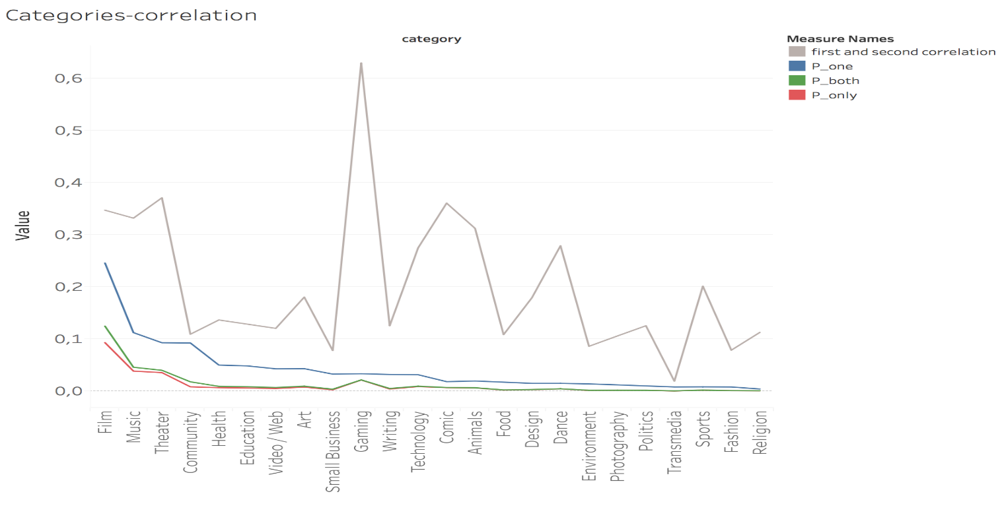 Categories-correlation
category
Measure Names
first and second correlation
P_one
P_both
P_only
Value
0,6
0,5
0,4
0,3
0,2
0,1
0,0
Film
Music
Theater
Community
Health
Education
Video / Web
Art
Small Business
Gaming
Writing
Technology
Comic
Animals
Food
Design
Dance
Environment
Photography
Politics
Transmedia
Sports
Fashion
Religion